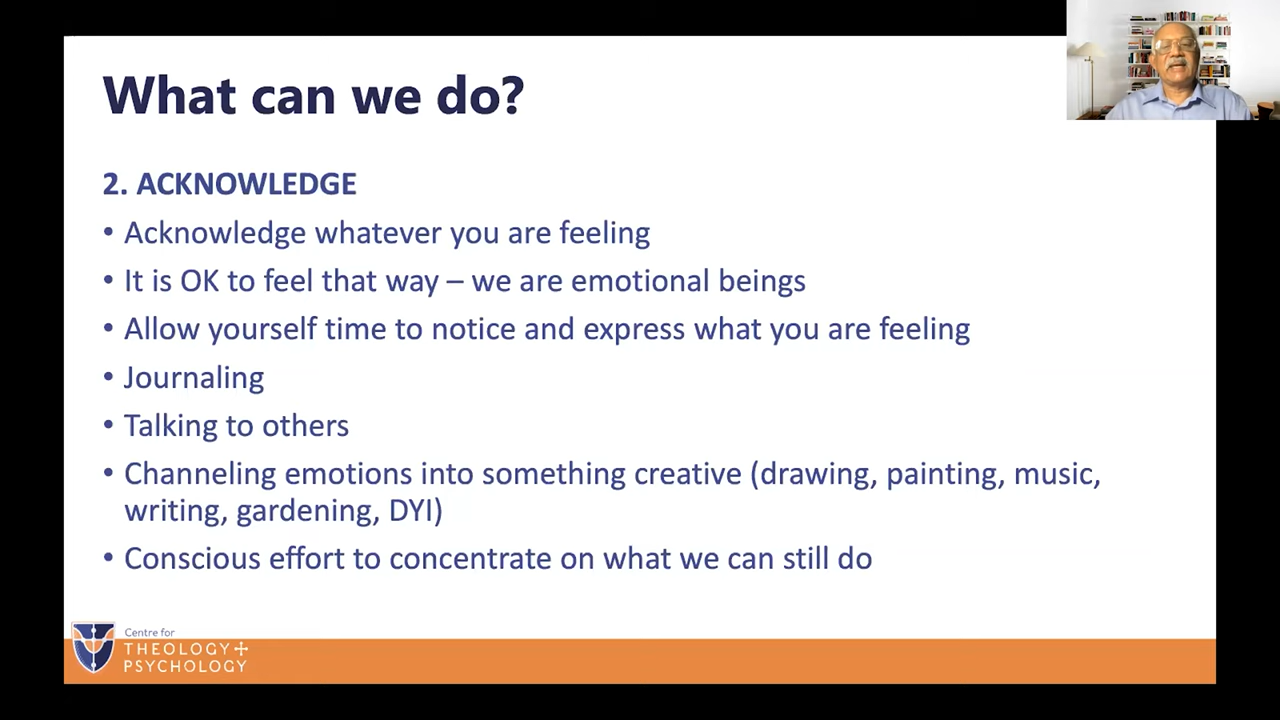 What can we do?
2. ACKNOWLEDGE
• Acknowledge whatever you are feeling
• It is OK to feel that way – we are emotional beings
• Allow yourself time to notice and express what you are feeling
• Journaling
• Talking to others
• Channeling emotions into something creative (drawing, painting, music,
writing, gardening, DYI)
• Conscious effort to concentrate on what we can still do
Centre for
THEOLOGY+
PSYCHOLOGY